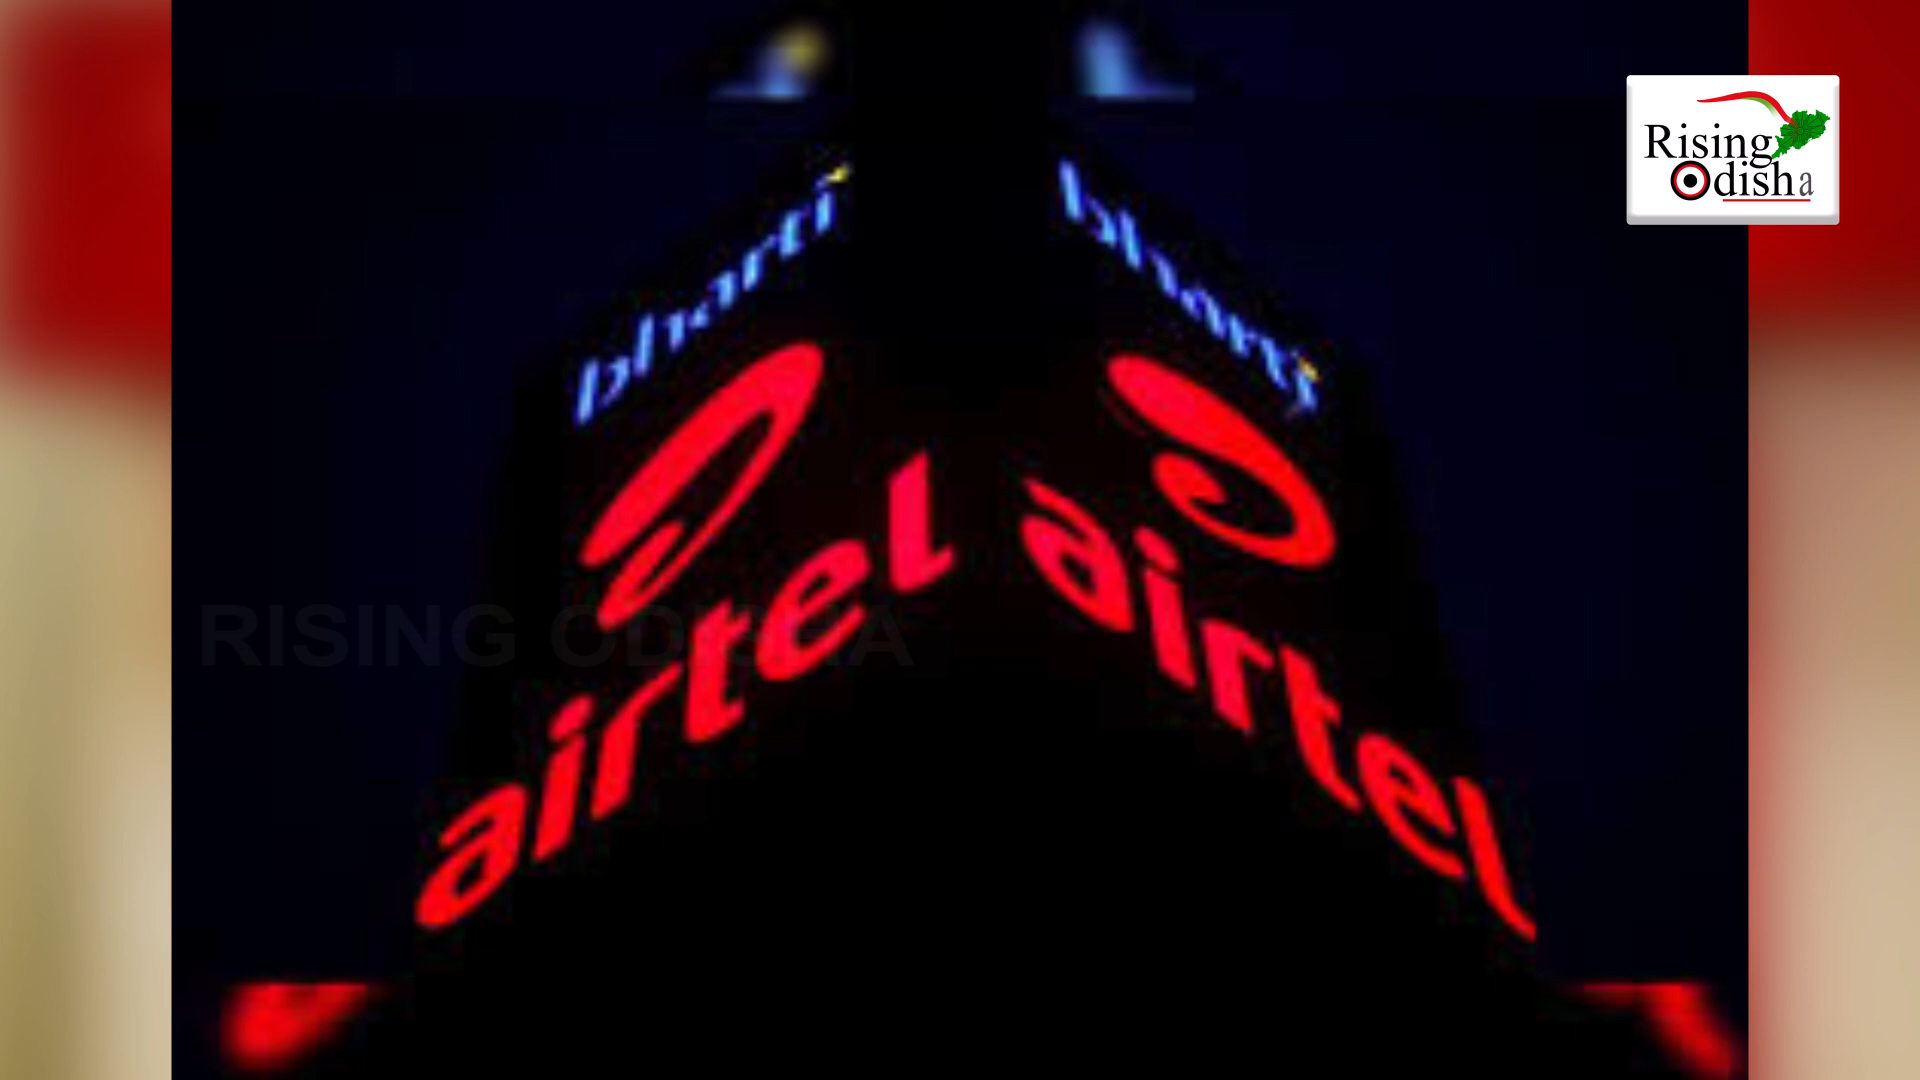 bharti
airtel
bharti
airtel
Rising
Odisha
RISING ODISHA